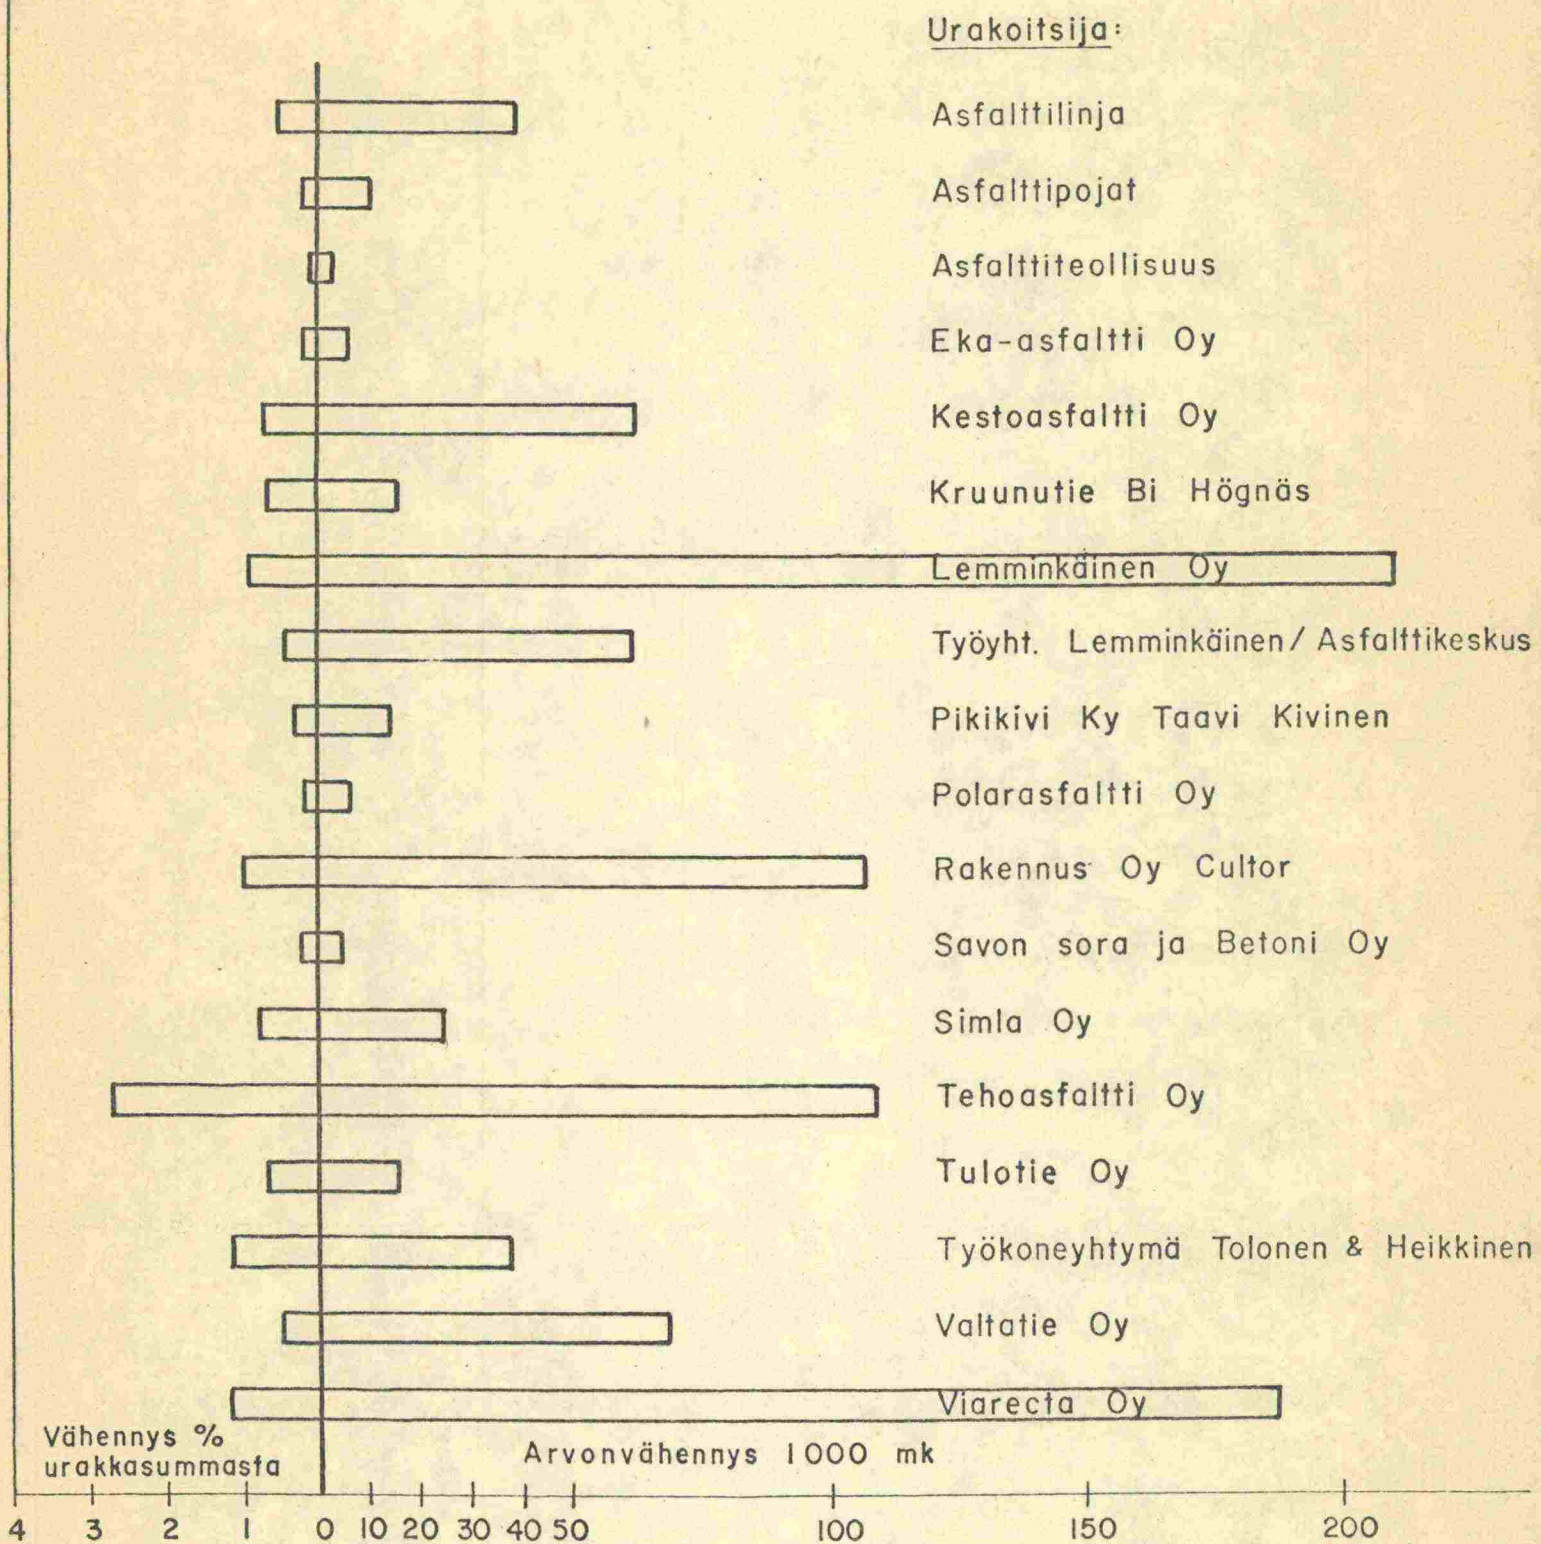 Urakoitsija:
Asfalttilinja
Asfalttipojat
Asfalttiteollisuus
Eka-asfaltti Oy
Kestoasfaltti Oy
Kruunutie Bi Högnäs
Lemminkäinen Oy
Työyht. Lemminkäinen/ Asfalttikeskus
Pikikivi Ky Taavi Kivinen
Polarasfaltti Oy
Rakennus Oy Cultor
Savon sora ja Betoni Oy
Simla Oy
Tehoasfaltti Oy
Tulotie Oy
Työkoneyhtymä Tolonen & Heikkinen
Valtatie Oy
Viarecta Oy
Vähennys %
urakkasummasta
Arvonvähennys 1000 mk
4 3 2 1 0 10 20 30 40 50 100 150 200